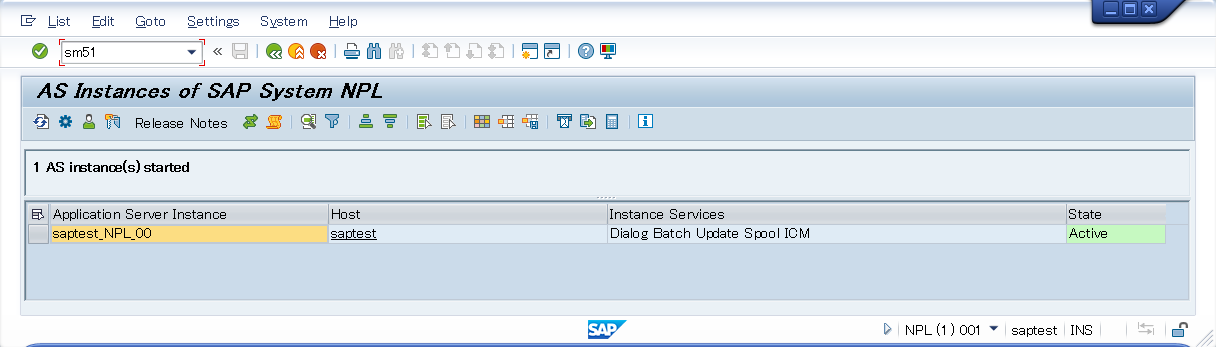 List Edit Goto Settings System Help
sm51
AS Instances of SAP System NPL
Release Notes
1 AS instance(s) started
Application Server Instance Host Instance Services State
saptest_NPL_00 saptest Dialog Batch Update Spool ICM Active
SAP NPL (1) 001 saptest INS